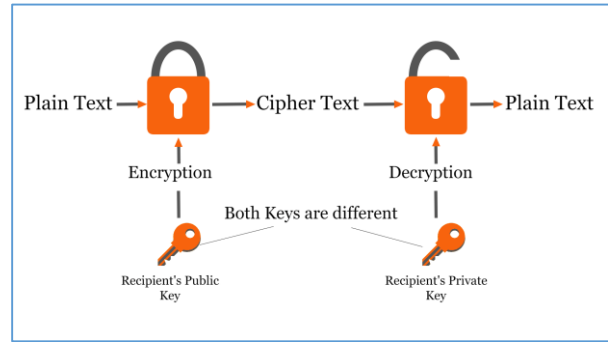 Plain Text
Cipher Text
Plain Text
Encryption
Decryption
Both Keys are different
Recipient's Public
Key
Recipient's Private
Key